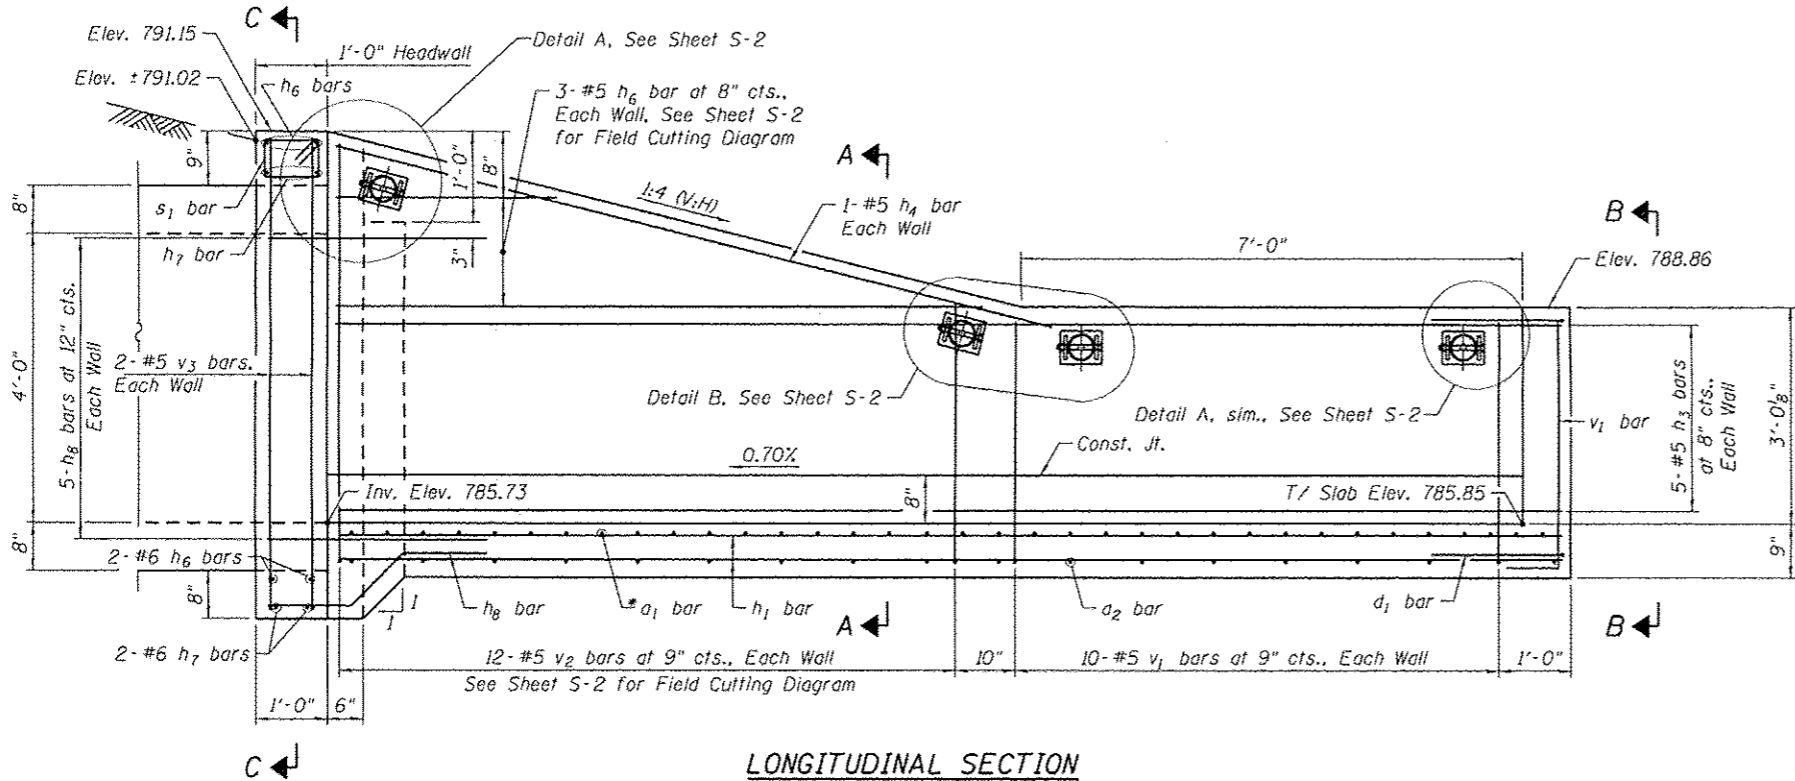 C
Elev. 791.15
1'-0" Headwall
Detail A, See Sheet S-2
Elev. ±791.02
h6 bars
3- #5 h6 bar at 8" cts.,
Each Wall, See Sheet S-2
for Field Cutting Diagram
9"
1'-0"
8"
A
1:4 (V:H)
1- #5 h4 bar
Each Wall
B
8"
s1 bar
h7 bar
3"
7'-0"
Elev. 788.86
5- h8 bars at 12" cts.
Each Wall
4'-0"
2- #5 v3 bars,
Each Wall
Detail B, See Sheet S-2
Detail A, sim., See Sheet S-2
v1 bar
5- #5 h3 bars
at 8" cts.,
Each Wall
3'-0⅛"
Const. Jt.
0.70%
Inv. Elev. 785.73
8"
T/ Slab Elev. 785.85
8"
2- #6 h6 bars
9"
8"
1
1
h8 bar
*a1 bar
h1 bar
A
a2 bar
d1 bar
B
2- #6 h7 bars
12- #5 v2 bars at 9" cts., Each Wall
See Sheet S-2 for Field Cutting Diagram
10"
10- #5 v1 bars at 9" cts., Each Wall
1'-0"
1'-0"
6"
C
LONGITUDINAL SECTION